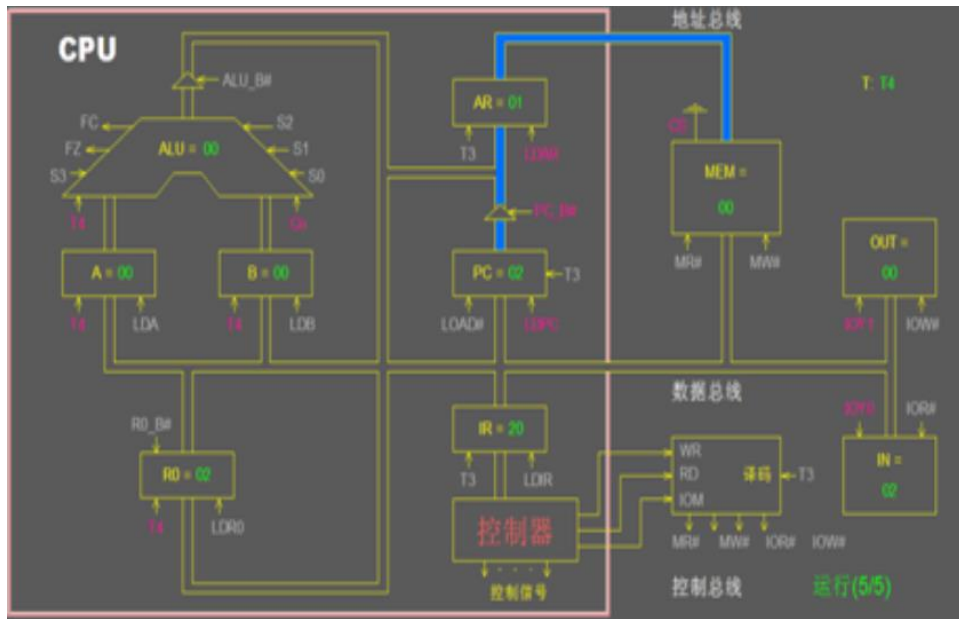 地址总线
CPU
ALU_B#
T: T4
AR = 01
FC
S2
CS
FZ
ALU = 00
S1
T3
S3
S0
MEM =
00
T4
PC_B#
MR#
MW#
OUT =
00
A = 00
B = 00
PC = 02
T3
T4
LDA
T4
LDB
LOAD#
LDPC
IOY1
IOW#
数据总线
R0_B#
IR = 20
IOY0
IOR#
WR
RD
IOM
译码
T3
IN =
02
R0 = 02
T3
LDIR
T4
LDR0
控制器
MR#
MW#
IOR#
IOW#
控制信号
控制总线
运行(5/5)